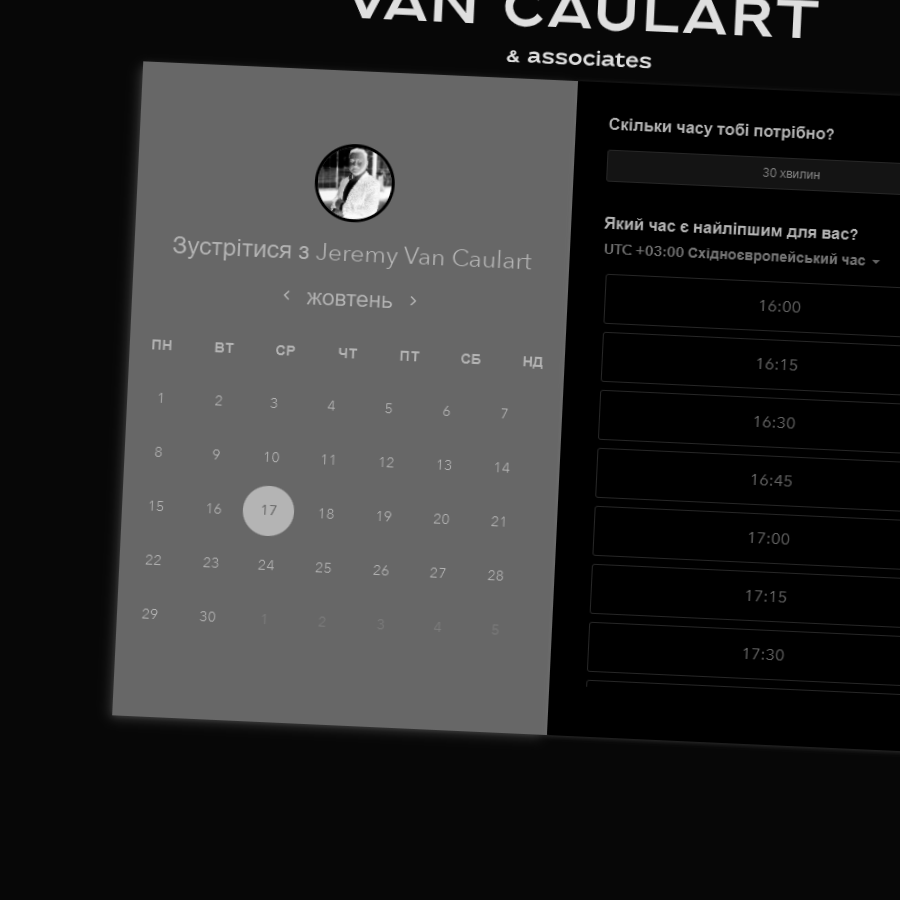 VAN CAULART
& associates
Зустрітися з Jeremy Van Caulart
жовтень
ПН ВТ СР ЧТ ПТ СБ НД
1 2 3 4 5 6 7
8 9 10 11 12 13 14
15 16 17 18 19 20 21
22 23 24 25 26 27 28
29 30 1 2 3 4 5
Скільки часу тобі потрібно?
30 хвилин
Який час є найліпшим для вас?
UTC +03:00 Східноєвропейський час
16:00
16:15
16:30
16:45
17:00
17:15
17:30